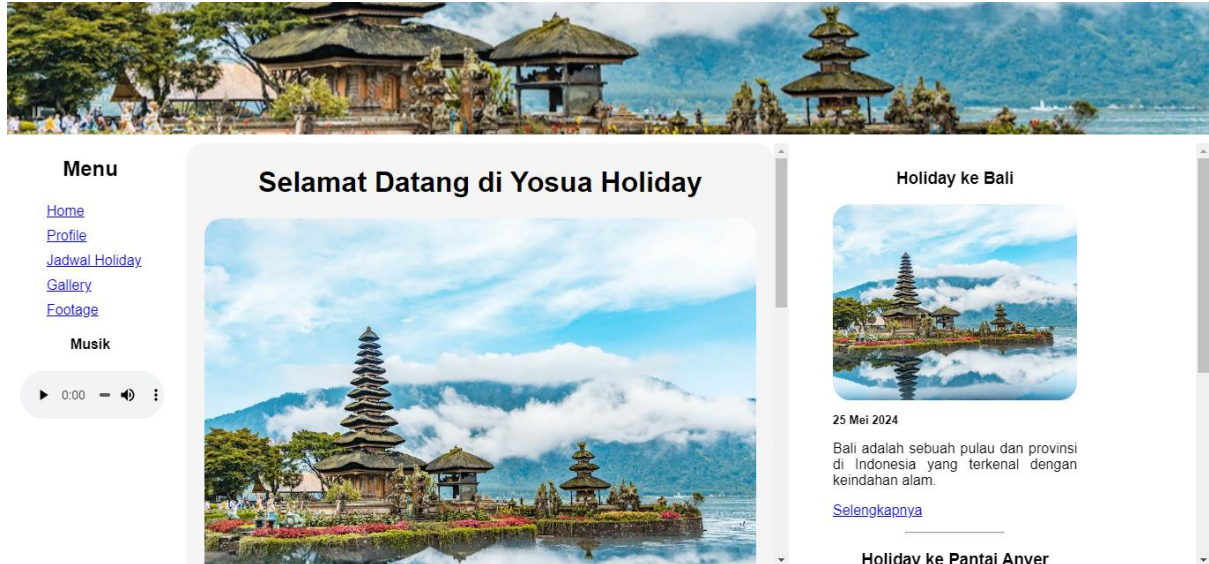 Menu
Home
Profile
Jadwal Holiday
Gallery
Footage
Musik
0:00
Selamat Datang di Yosua Holiday
Holiday ke Bali
25 Mei 2024
Bali adalah sebuah pulau dan provinsi
di Indonesia yang terkenal dengan
keindahan alam.
Selengkapnya
Holiday ke Pantai Anyer